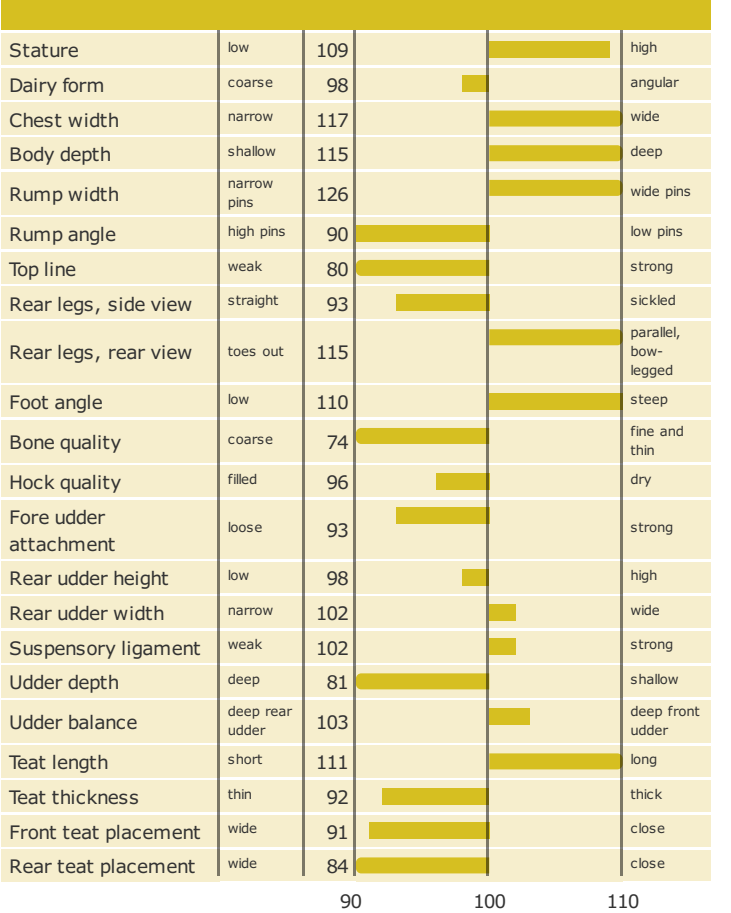 Stature low 109 high
Dairy form coarse 98 angular
Chest width narrow 117 wide
Body depth shallow 115 deep
Rump width narrow pins 126 wide pins
Rump angle high pins 90 low pins
Top line weak 80 strong
Rear legs, side view straight 93 sickled
Rear legs, rear view toes out 115 parallel, bow-legged
Foot angle low 110 steep
Bone quality coarse 74 fine and thin
Hock quality filled 96 dry
Fore udder attachment loose 93 strong
Rear udder height low 98 high
Rear udder width narrow 102 wide
Suspensory ligament weak 102 strong
Udder depth deep 81 shallow
Udder balance deep rear udder 103 deep front udder
Teat length short 111 long
Teat thickness thin 92 thick
Front teat placement wide 91 close
Rear teat placement wide 84 close
90 100 110